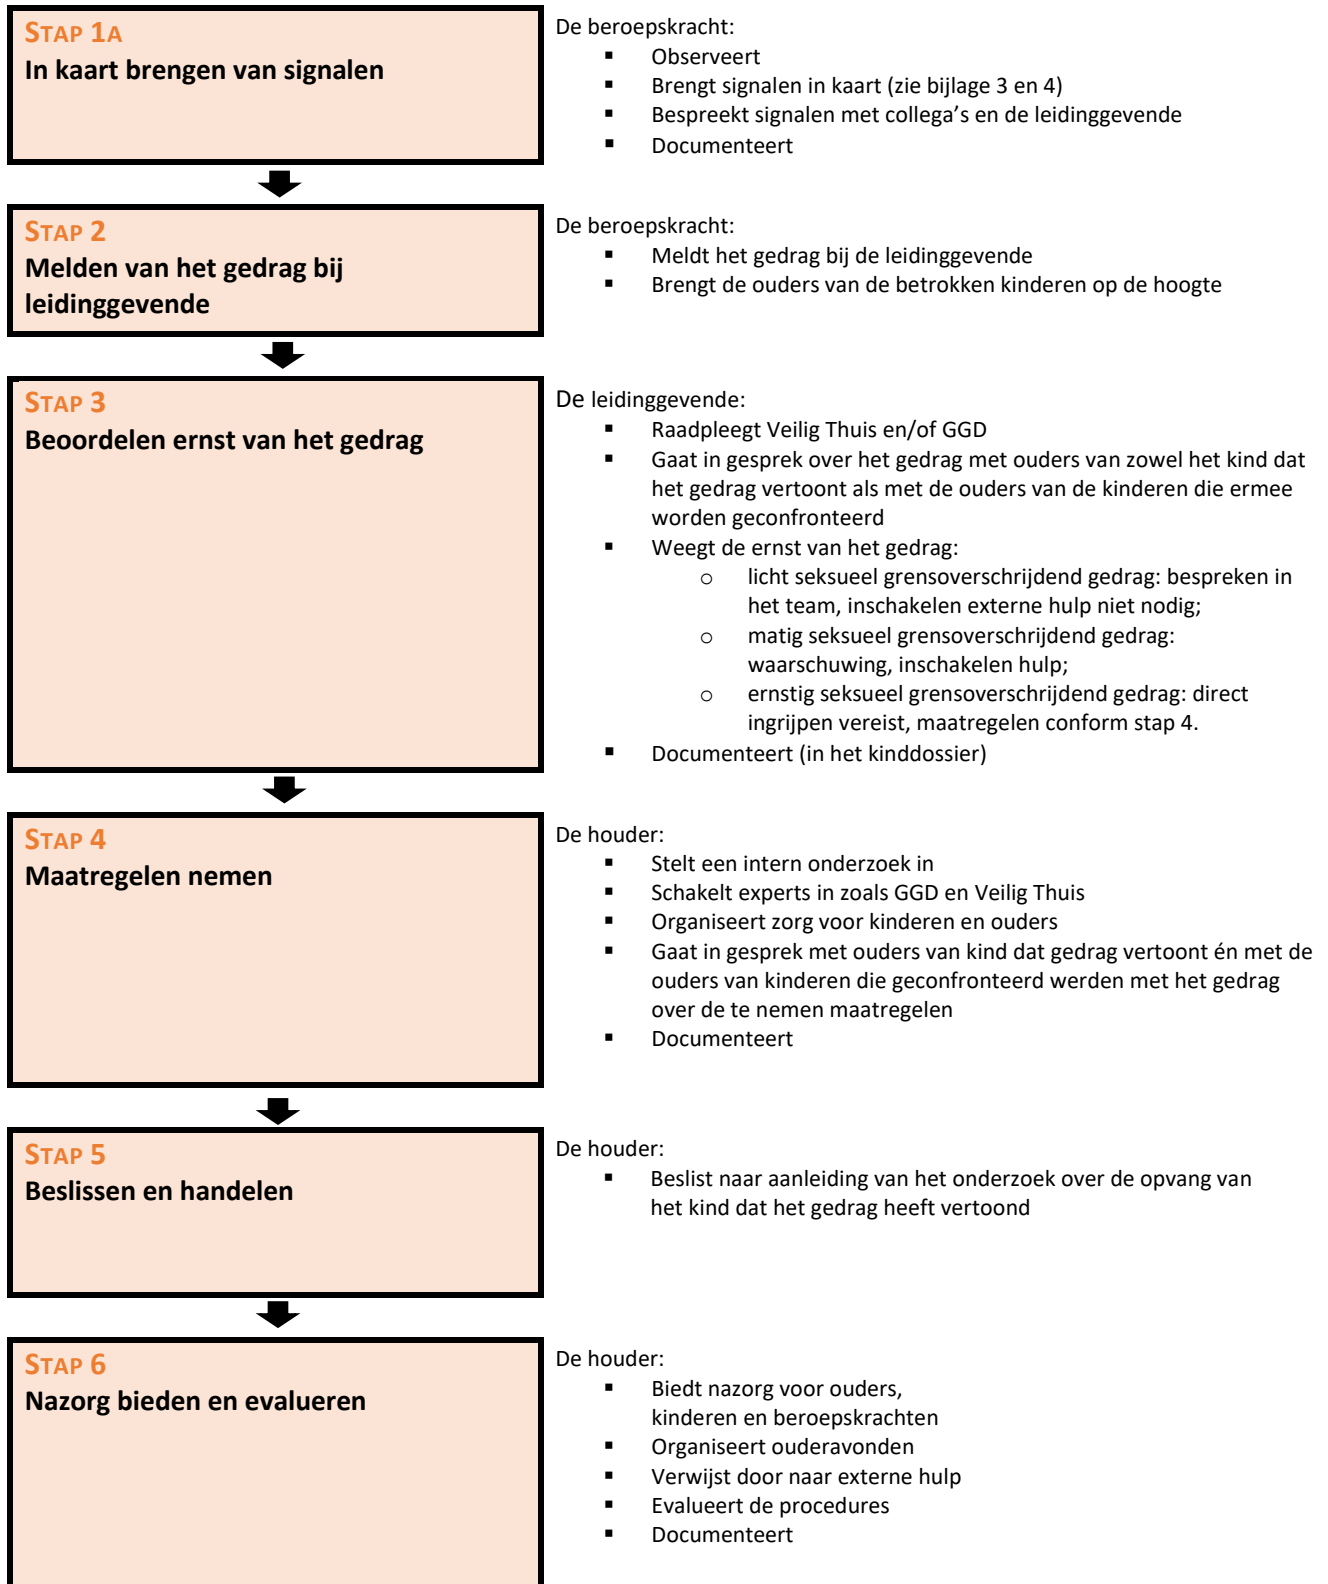 STAP 1A
In kaart brengen van signalen
De beroepskracht:
▪ Observeert
▪ Brengt signalen in kaart (zie bijlage 3 en 4)
▪ Bespreekt signalen met collega’s en de leidinggevende
▪ Documenteert
STAP 2
Melden van het gedrag bij
leidinggevende
De beroepskracht:
▪ Meldt het gedrag bij de leidinggevende
▪ Brengt de ouders van de betrokken kinderen op de hoogte
STAP 3
Beoordelen ernst van het gedrag
De leidinggevende:
▪ Raadpleegt Veilig Thuis en/of GGD
▪ Gaat in gesprek over het gedrag met ouders van zowel het kind dat
het gedrag vertoont als met de ouders van de kinderen die ermee
worden geconfronteerd
▪ Weegt de ernst van het gedrag:
o licht seksueel grensoverschrijdend gedrag: bespreken in
het team, inschakelen externe hulp niet nodig;
o matig seksueel grensoverschrijdend gedrag:
waarschuwing, inschakelen hulp;
o ernstig seksueel grensoverschrijdend gedrag: direct
ingrijpen vereist, maatregelen conform stap 4.
▪ Documenteert (in het kinddossier)
STAP 4
Maatregelen nemen
De houder:
▪ Stelt een intern onderzoek in
▪ Schakelt experts in zoals GGD en Veilig Thuis
▪ Organiseert zorg voor kinderen en ouders
▪ Gaat in gesprek met ouders van kind dat gedrag vertoont én met de
ouders van kinderen die geconfronteerd werden met het gedrag
over de te nemen maatregelen
▪ Documenteert
STAP 5
Beslissen en handelen
De houder:
▪ Beslist naar aanleiding van het onderzoek over de opvang van
het kind dat het gedrag heeft vertoond
STAP 6
Nazorg bieden en evalueren
De houder:
▪ Biedt nazorg voor ouders,
kinderen en beroepskrachten
▪ Organiseert ouderavonden
▪ Verwijst door naar externe hulp
▪ Evalueert de procedures
▪ Documenteert